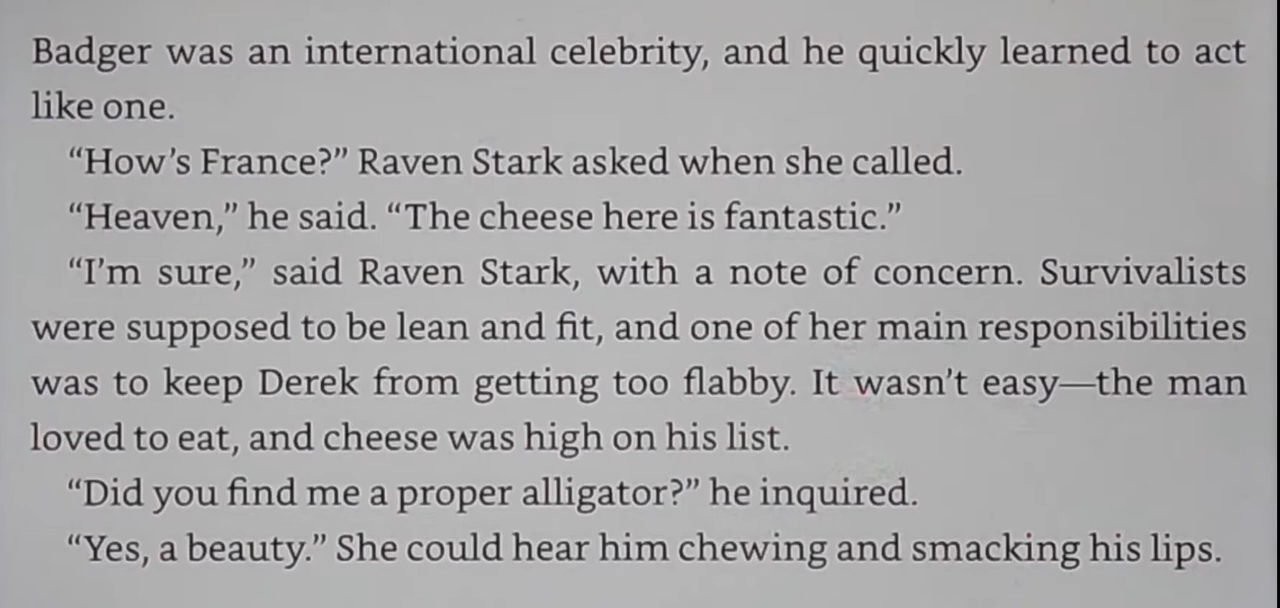 Badger was an international celebrity, and he quickly learned to act
like one.
“How’s France?” Raven Stark asked when she called.
“Heaven,” he said. “The cheese here is fantastic.”
“I’m sure,” said Raven Stark, with a note of concern. Survivalists
were supposed to be lean and fit, and one of her main responsibilities
was to keep Derek from getting too flabby. It wasn’t easy—the man
loved to eat, and cheese was high on his list.
“Did you find me a proper alligator?” he inquired.
“Yes, a beauty.” She could hear him chewing and smacking his lips.